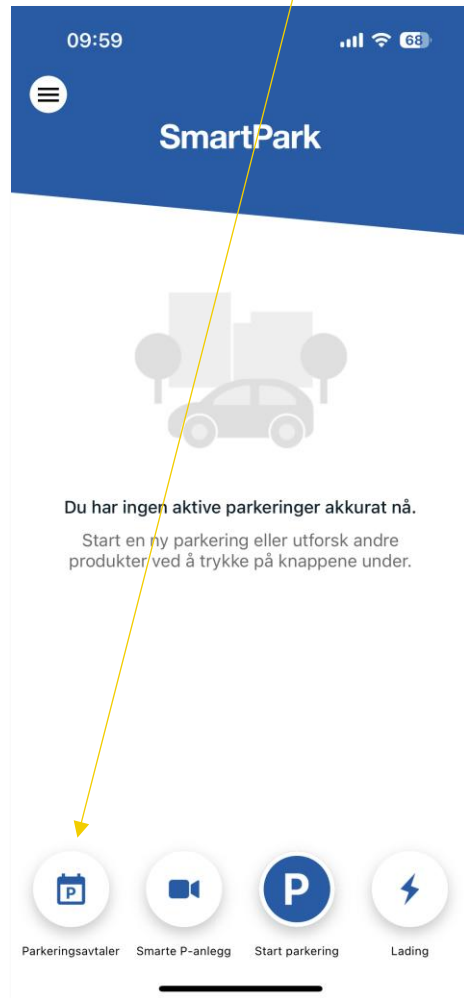 09:59
68
SmartPark
Du har ingen aktive parkeringer akkurat nå.
Start en ny parkering eller utforsk andre
produkter ved å trykke på knappene under.
P
P
Parkeringsavtaler
Smarte P-anlegg
Start parkering
Lading